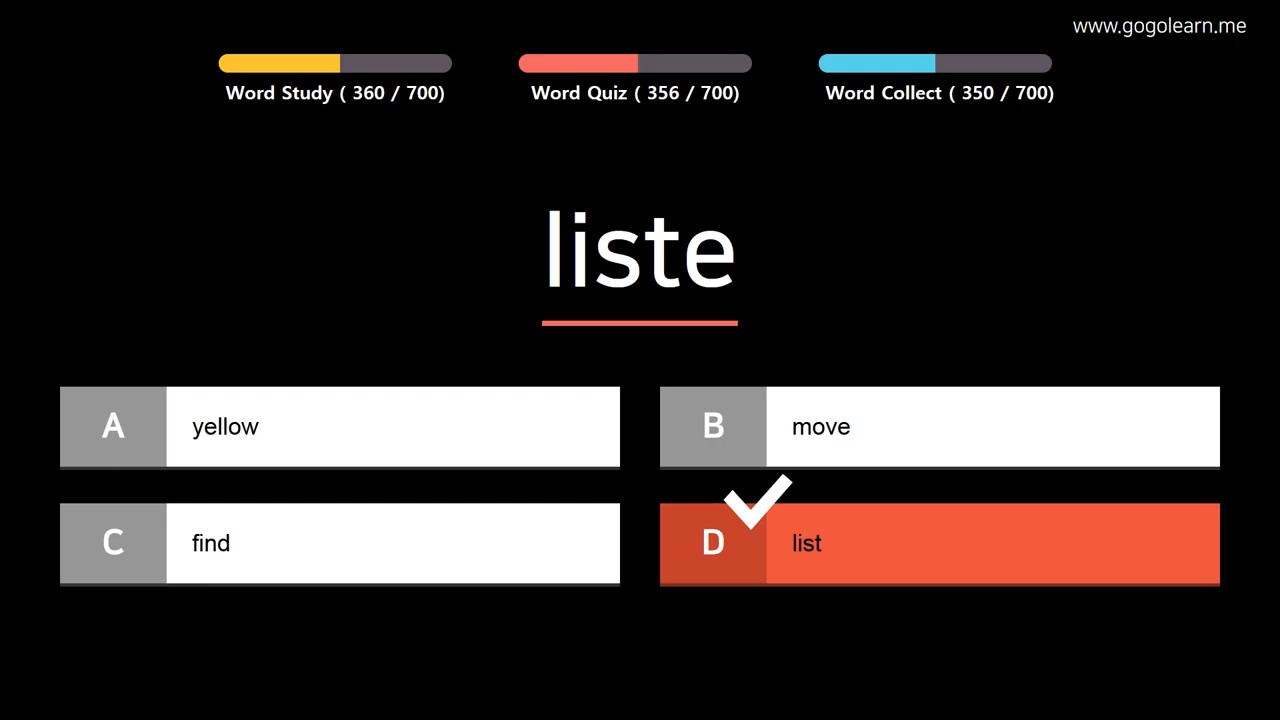 www.gogolearn.me
Word Study ( 360 / 700)
Word Quiz ( 356 / 700)
Word Collect ( 350 / 700)
liste
A yellow
B move
C find
D list